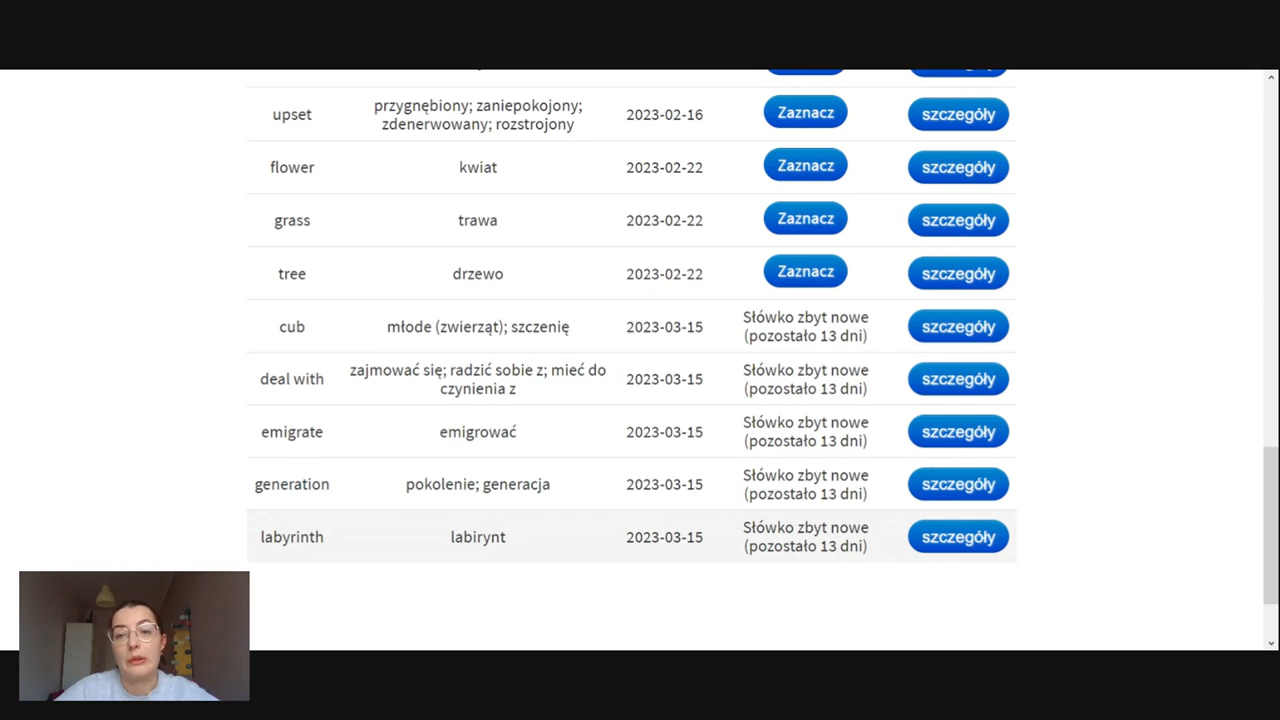 upset przygnębiony; zaniepokojony; zdenerwowany; rozstrojony 2023-02-16 Zaznacz szczegóły
flower kwiat 2023-02-22 Zaznacz szczegóły
grass trawa 2023-02-22 Zaznacz szczegóły
tree drzewo 2023-02-22 Zaznacz szczegóły
cub młode (zwierząt); szczenię 2023-03-15 Słówko zbyt nowe (pozostało 13 dni) szczegóły
deal with zajmować się; radzić sobie z; mieć do czynienia z 2023-03-15 Słówko zbyt nowe (pozostało 13 dni) szczegóły
emigrate emigrować 2023-03-15 Słówko zbyt nowe (pozostało 13 dni) szczegóły
generation pokolenie; generacja 2023-03-15 Słówko zbyt nowe (pozostało 13 dni) szczegóły
labyrinth labirynt 2023-03-15 Słówko zbyt nowe (pozostało 13 dni) szczegóły